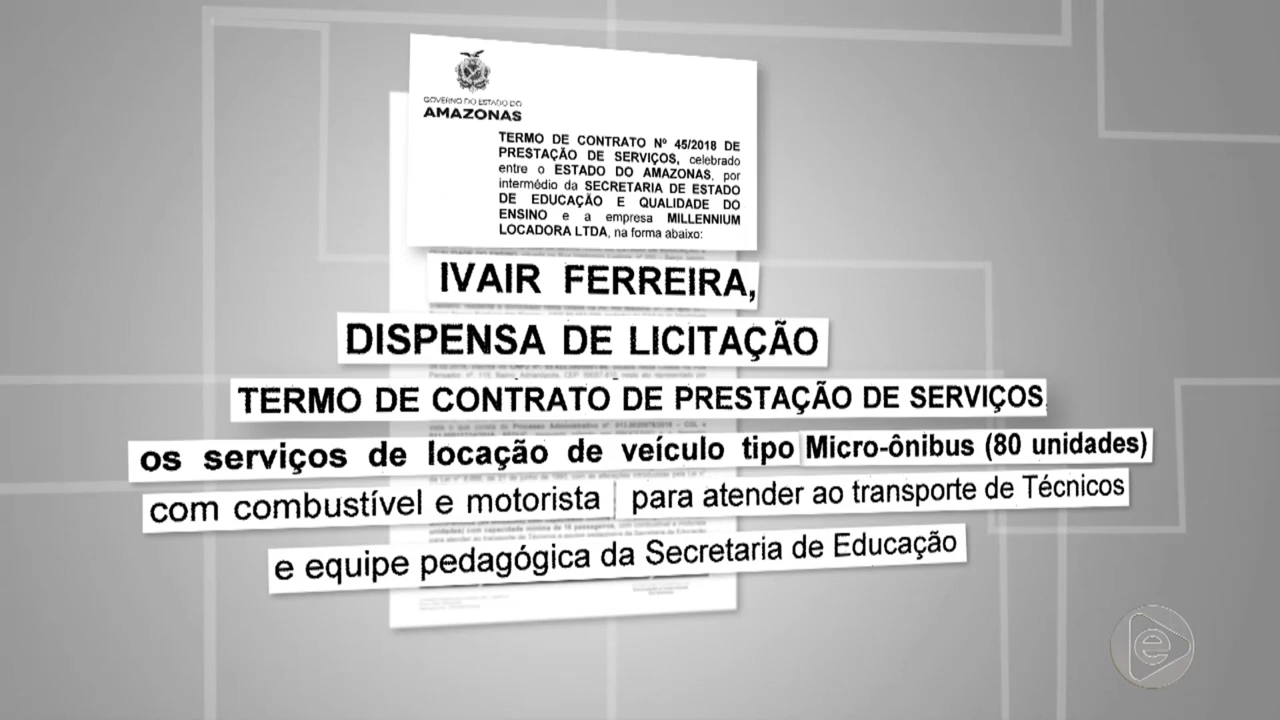 GOVERNO DO ESTADO DO
AMAZONAS
TERMO DE CONTRATO Nº 45/2018 DE
PRESTAÇÃO DE SERVIÇOS, celebrado
entre o ESTADO DO AMAZONAS, por
intermédio da SECRETARIA DE ESTADO
DE EDUCAÇÃO E QUALIDADE DO
ENSINO e a empresa MILLENNIUM
LOCADORA LTDA, na forma abaixo:
IVAIR FERREIRA,
DISPENSA DE LICITAÇÃO
TERMO DE CONTRATO DE PRESTAÇÃO DE SERVIÇOS
os serviços de locação de veículo tipo Micro-ônibus (80 unidades)
com combustível e motorista para atender ao transporte de Técnicos
e equipe pedagógica da Secretaria de Educação
e